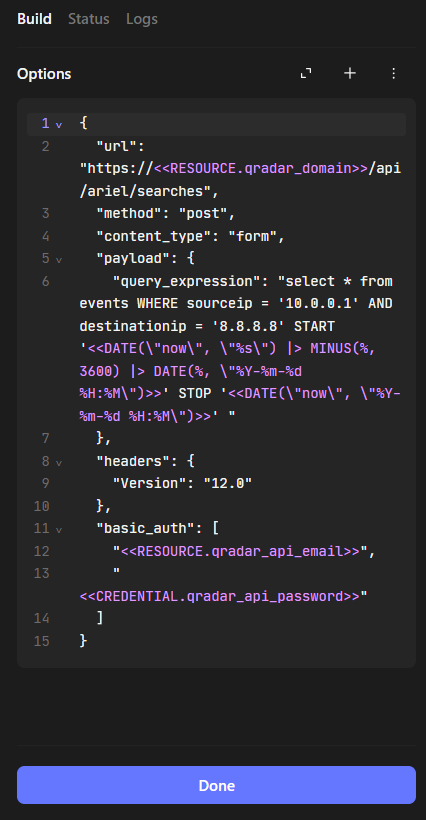 Build Status Logs
Options
1 {
2 "url":
"https://<<RESOURCE.qradar_domain>>/api
/ariel/searches",
3 "method": "post",
4 "content_type": "form",
5 "payload": {
6 "query_expression": "select * from
events WHERE sourceip = '10.0.0.1' AND
destinationip = '8.8.8.8' START
'<<DATE(\"now\", \"%s\") |> MINUS(%,
3600) |> DATE(%, \"%Y-%m-%d
%H:%M\")>>' STOP '<<DATE(\"now\", \"%Y-
%m-%d %H:%M\")>>' "
7 },
8 "headers": {
9 "Version": "12.0"
10 },
11 "basic_auth": [
12 "<<RESOURCE.qradar_api_email>>",
13 "
<<CREDENTIAL.qradar_api_password>>"
14 ]
15 }
Done